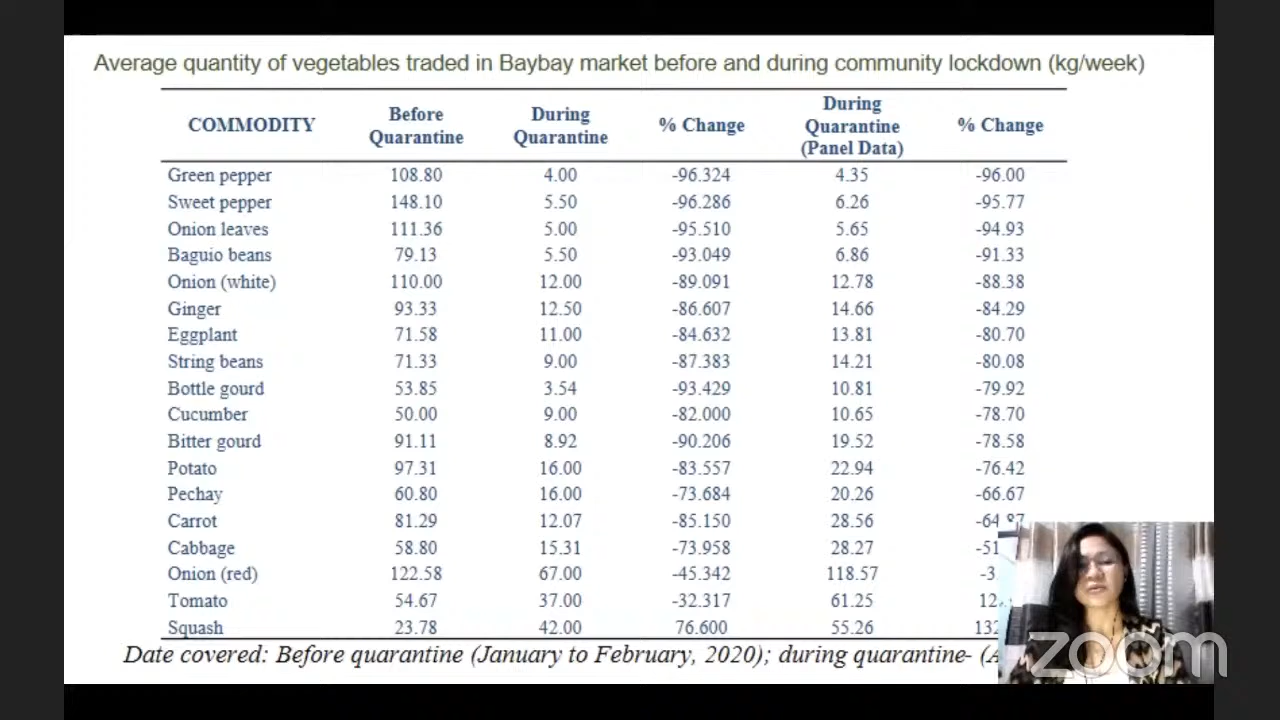 Average quantity of vegetables traded in Baybay market before and during community lockdown (kg/week)
COMMODITY Before Quarantine During Quarantine % Change During Quarantine (Panel Data) % Change
Green pepper 108.80 4.00 -96.324 4.35 -96.00
Sweet pepper 148.10 5.50 -96.286 6.26 -95.77
Onion leaves 111.36 5.00 -95.510 5.65 -94.93
Baguio beans 79.13 5.50 -93.049 6.86 -91.33
Onion (white) 110.00 12.00 -89.091 12.78 -88.38
Ginger 93.33 12.50 -86.607 14.66 -84.29
Eggplant 71.58 11.00 -84.632 13.81 -80.70
String beans 71.33 9.00 -87.383 14.21 -80.08
Bottle gourd 53.85 3.54 -93.429 10.81 -79.92
Cucumber 50.00 9.00 -82.000 10.65 -78.70
Bitter gourd 91.11 8.92 -90.206 19.52 -78.58
Potato 97.31 16.00 -83.557 22.94 -76.42
Pechay 60.80 16.00 -73.684 20.26 -66.67
Carrot 81.29 12.07 -85.150 28.56
Cabbage 58.80 15.31 -73.958 28.27
Onion (red) 122.58 67.00 -45.342 118.57
Tomato 54.67 37.00 -32.317 61.25
Squash 23.78 42.00 76.600 55.26
Date covered: Before quarantine (January to February, 2020); during quarantine-
zoom